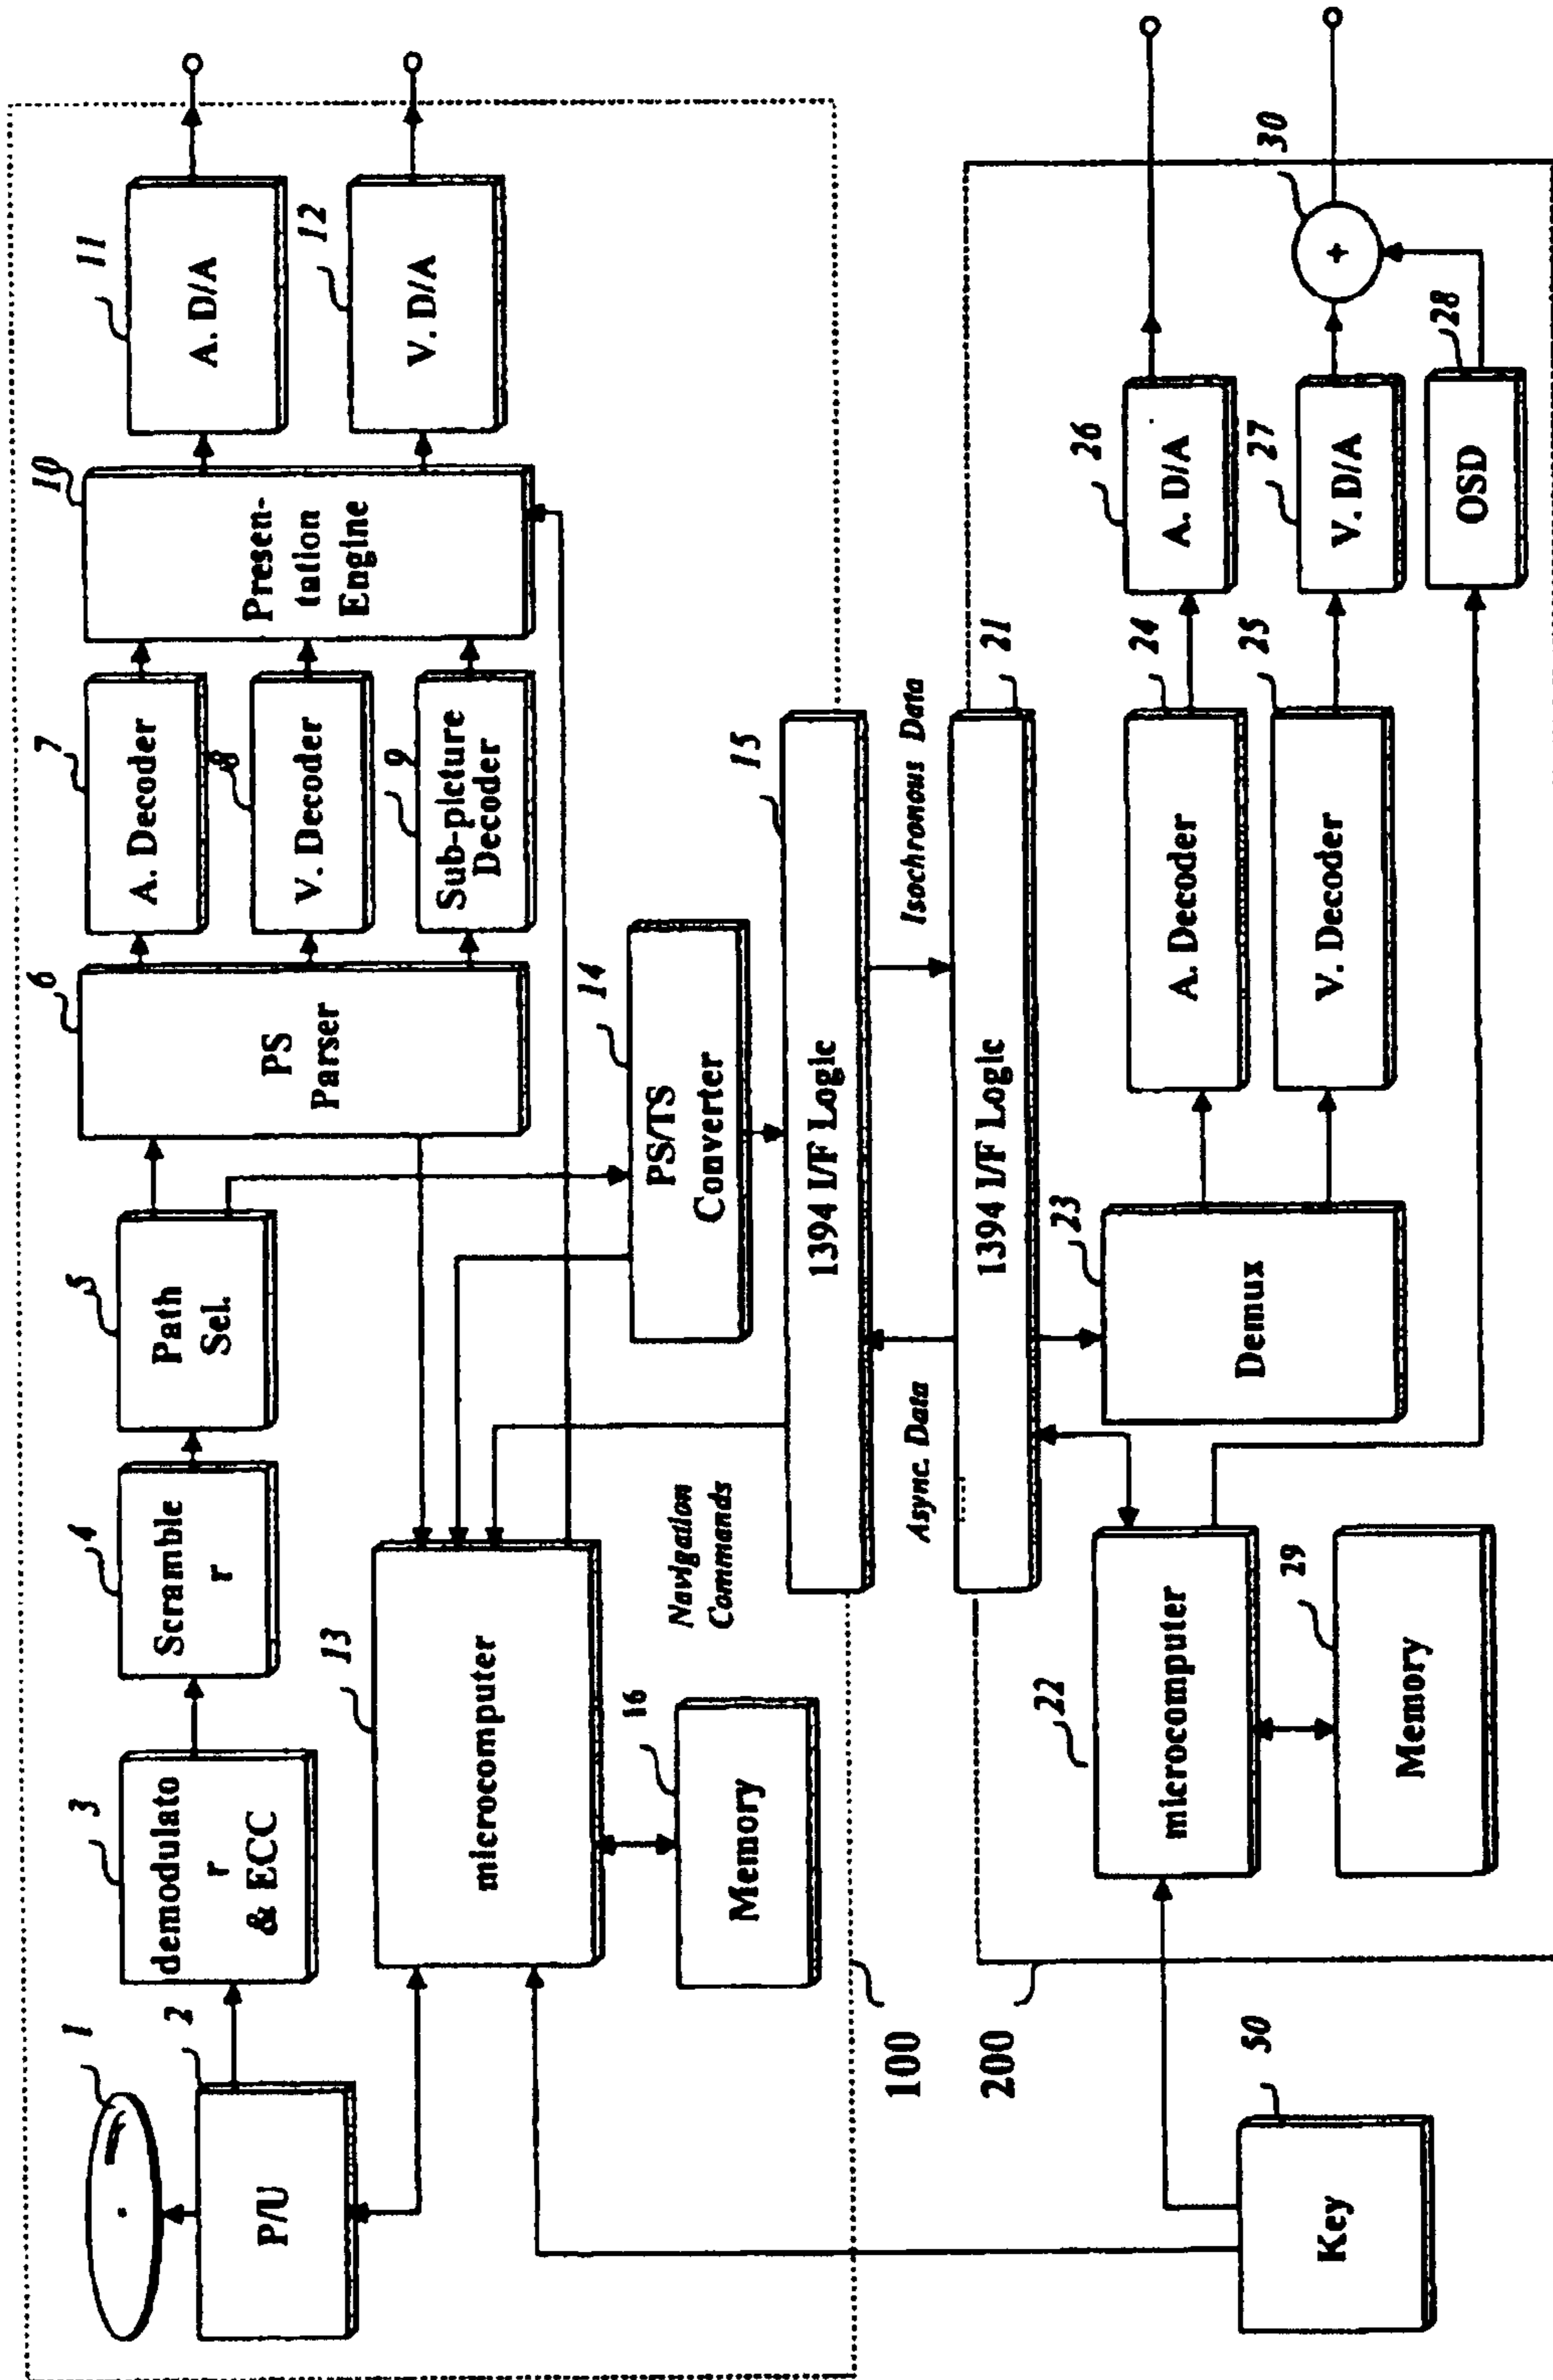 1
2
P/U
3
demodulato
r
& ECC
4
Scramble
r
5
Path
Sel.
6
PS
Parser
7
A. Decoder
8
V. Decoder
9
Sub-picture
Decoder
10
Presen-
tation
Engine
11
A. D/A
12
V. D/A
13
microcomputer
16
Memory
Navigation
Commands
14
PS/TS
Converter
15
1394 I/F Logic
Async. Data
Isochronous Data
100
200
21
1394 I/F Logic
50
Key
22
microcomputer
29
Memory
23
Demux
24
A. Decoder
25
V. Decoder
26
A. D/A
27
V. D/A
28
OSD
30
+